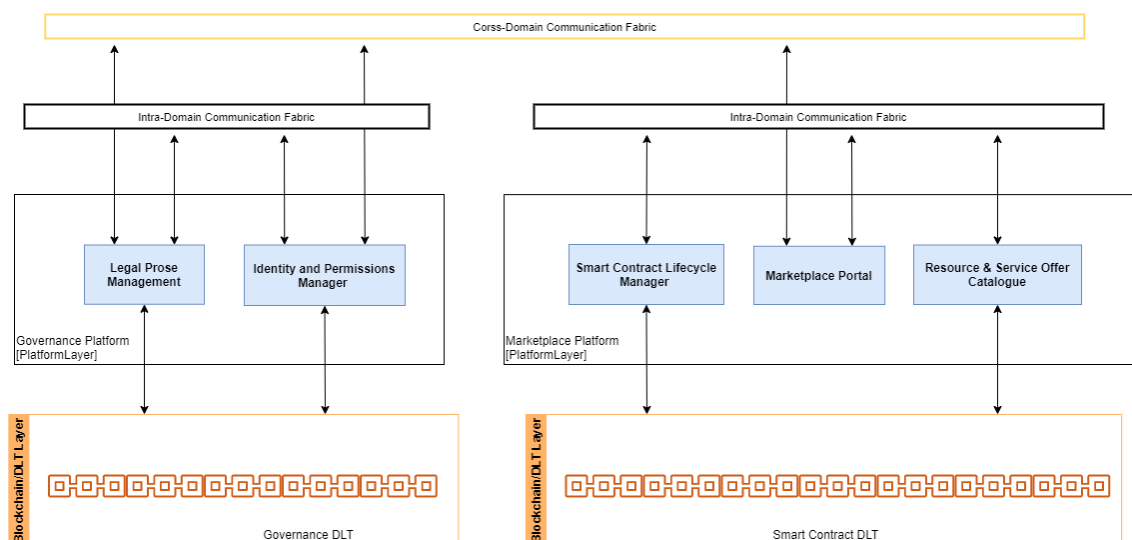 Corss-Domain Communication Fabric
Intra-Domain Communication Fabric
Intra-Domain Communication Fabric
Legal Prose
Management
Identity and Permissions
Manager
Smart Contract Lifecycle
Manager
Marketplace Portal
Resource & Service Offer
Catalogue
Governance Platform
[PlatformLayer]
Marketplace Platform
[PlatformLayer]
Blockchain/DLT Layer
Governance DLT
Blockchain/DLT Layer
Smart Contract DLT